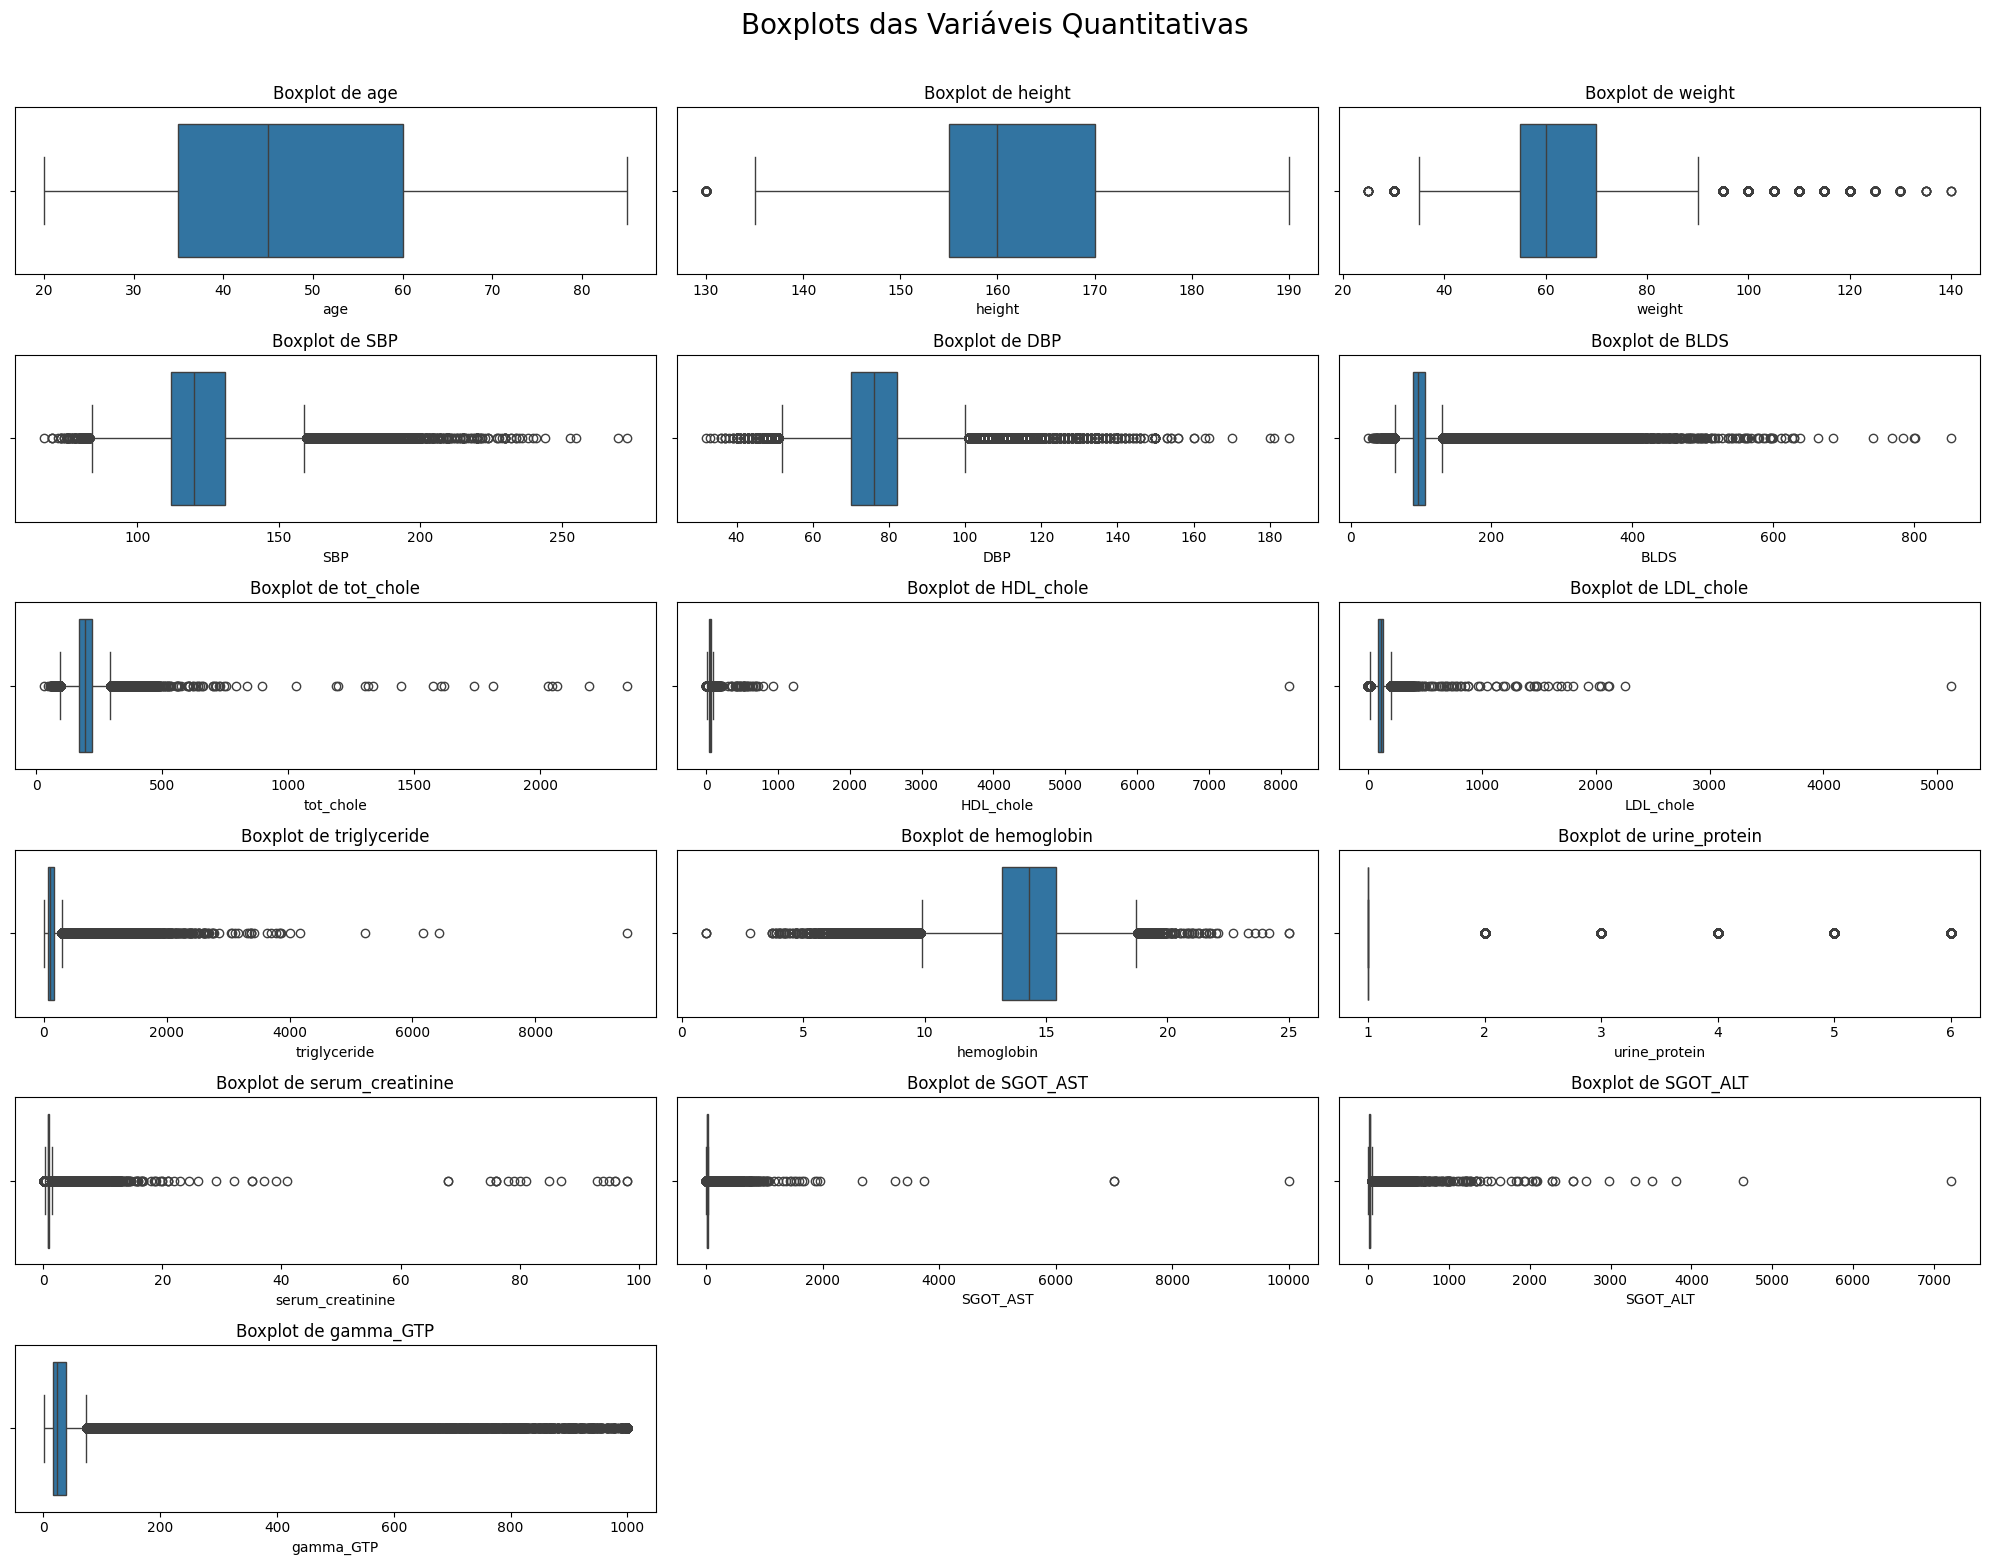 Boxplots das Variáveis Quantitativas
Boxplot de age
20 30 40 50 60 70 80
age
Boxplot de height
130 140 150 160 170 180 190
height
Boxplot de weight
20 40 60 80 100 120 140
weight
Boxplot de SBP
100 150 200 250
SBP
Boxplot de DBP
40 60 80 100 120 140 160 180
DBP
Boxplot de BLDS
0 200 400 600 800
BLDS
Boxplot de tot_chole
0 500 1000 1500 2000
tot_chole
Boxplot de HDL_chole
0 1000 2000 3000 4000 5000 6000 7000 8000
HDL_chole
Boxplot de LDL_chole
0 1000 2000 3000 4000 5000
LDL_chole
Boxplot de triglyceride
0 2000 4000 6000 8000
triglyceride
Boxplot de hemoglobin
0 5 10 15 20 25
hemoglobin
Boxplot de urine_protein
1 2 3 4 5 6
urine_protein
Boxplot de serum_creatinine
0 20 40 60 80 100
serum_creatinine
Boxplot de SGOT_AST
0 2000 4000 6000 8000 10000
SGOT_AST
Boxplot de SGOT_ALT
0 1000 2000 3000 4000 5000 6000 7000
SGOT_ALT
Boxplot de gamma_GTP
0 200 400 600 800 1000
gamma_GTP